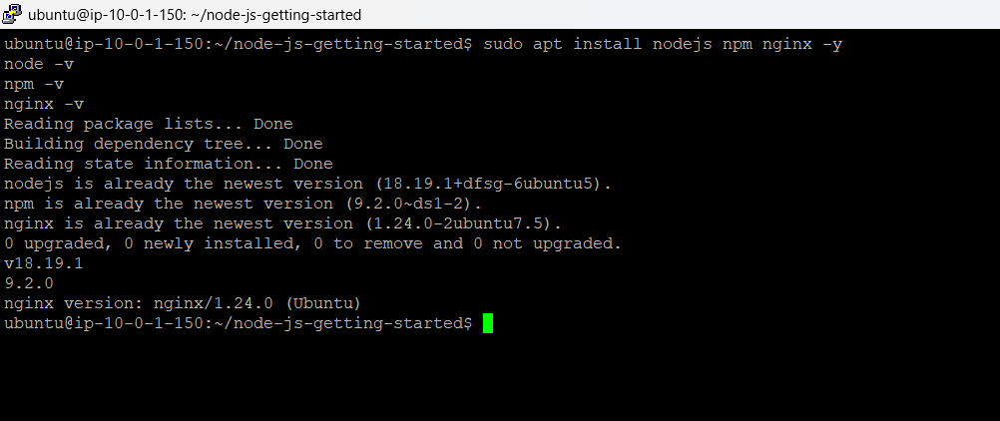 ubuntu@ip-10-0-1-150: ~/node-js-getting-started
ubuntu@ip-10-0-1-150:~/node-js-getting-started$ sudo apt install nodejs npm nginx -y
node -v
npm -v
nginx -v
Reading package lists... Done
Building dependency tree... Done
Reading state information... Done
nodejs is already the newest version (18.19.1+dfsg-6ubuntu5).
npm is already the newest version (9.2.0~ds1-2).
nginx is already the newest version (1.24.0-2ubuntu7.5).
0 upgraded, 0 newly installed, 0 to remove and 0 not upgraded.
v18.19.1
9.2.0
nginx version: nginx/1.24.0 (Ubuntu)
ubuntu@ip-10-0-1-150:~/node-js-getting-started$